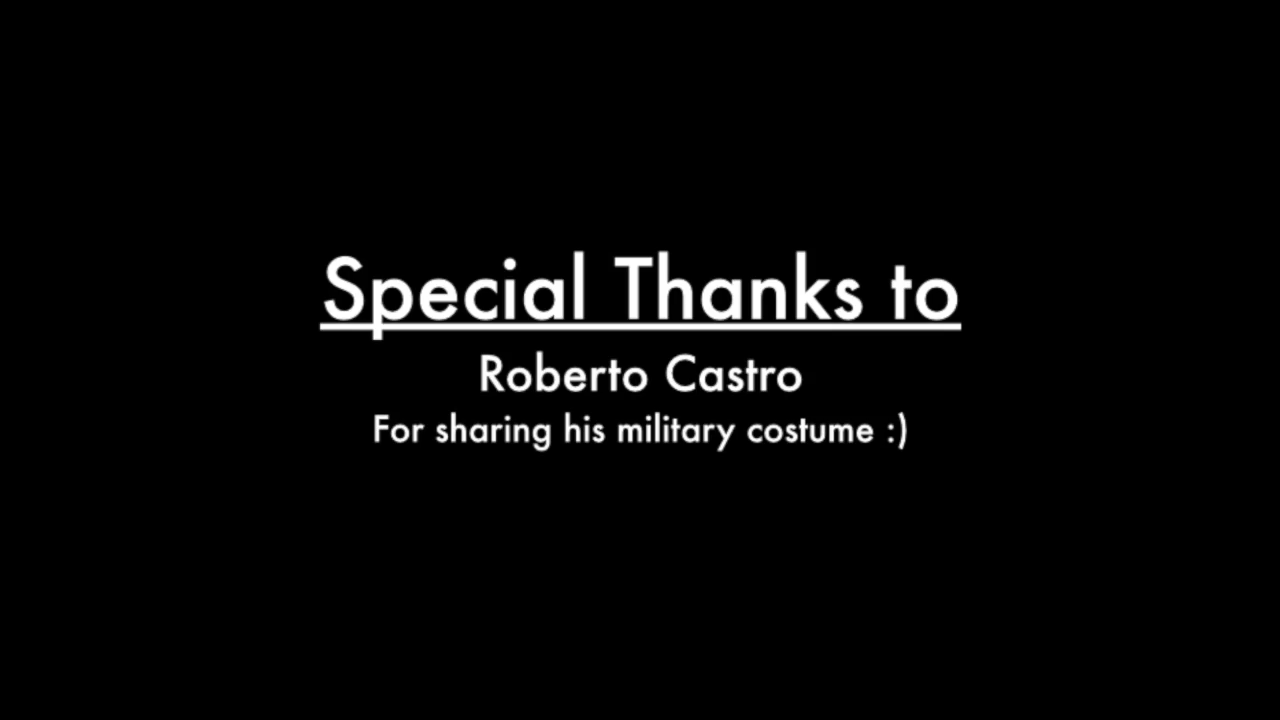 Special Thanks to
Roberto Castro
For sharing his military costume :)